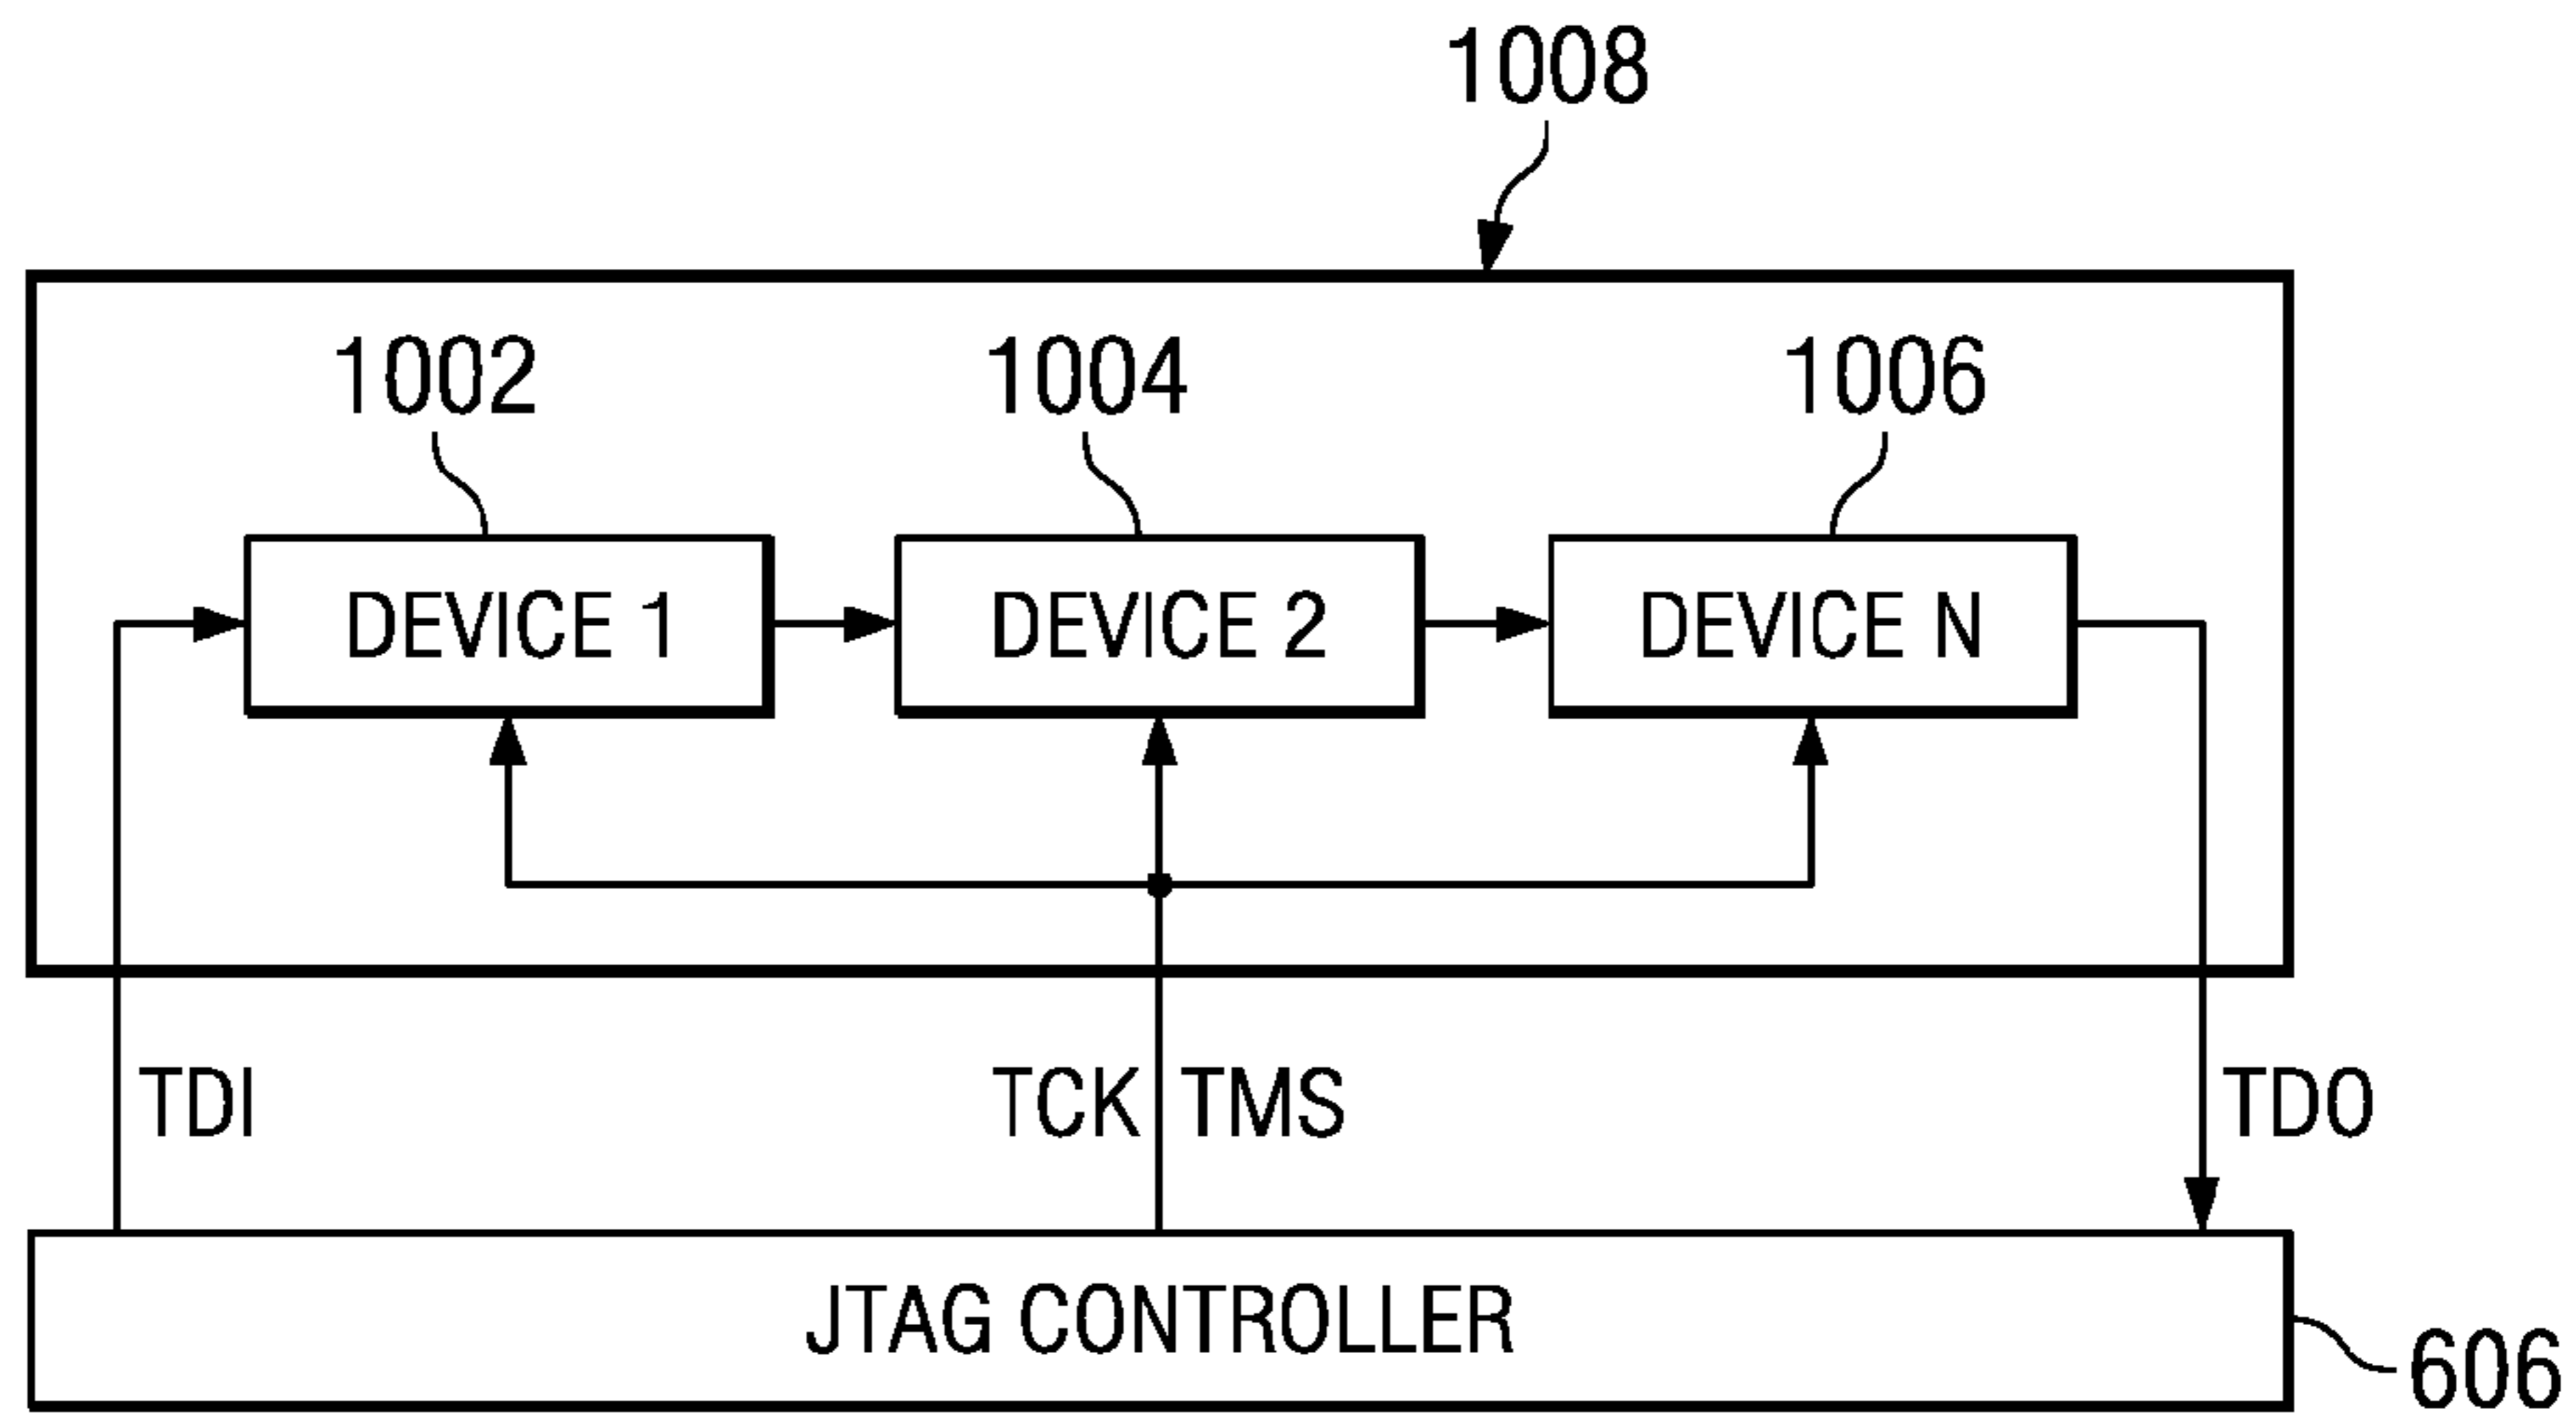 1008
1002 1004 1006
DEVICE 1 DEVICE 2 DEVICE N
TDI TCK TMS TDO
JTAG CONTROLLER
606